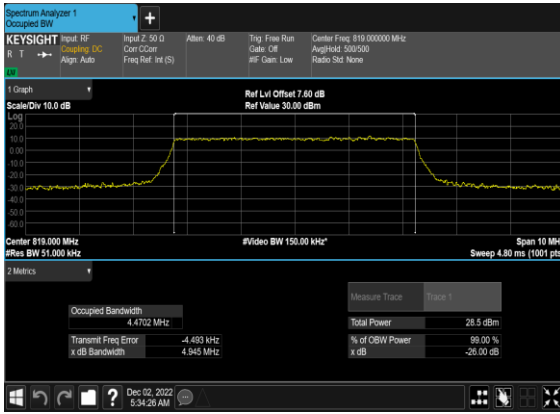 Spectrum Analyzer 1
Occupied BW
KEYSIGHT
R T
LXI
Input: RF
Coupling: DC
Align: Auto
Input Z: 50 Ω
Corr CCorr
Freq Ref: Int (S)
Atten: 40 dB
Trig: Free Run
Gate: Off
#IF Gain: Low
Center Freq: 819.000000 MHz
Avg|Hold: 500/500
Radio Std: None
1 Graph
Scale/Div 10.0 dB
Ref Lvl Offset 7.60 dB
Ref Value 30.00 dBm
Log
20.0
10.0
0.00
-10.0
-20.0
-30.0
-40.0
-50.0
-60.0
Center 819.000 MHz
#Video BW 150.00 kHz*
Span 10 MH
#Res BW 51.000 kHz
Sweep 4.80 ms (1001 pts
2 Metrics
Measure Trace
Trace 1
Occupied Bandwidth
4.4702 MHz
Total Power
28.5 dBm
Transmit Freq Error
-4.493 kHz
% of OBW Power
99.00 %
x dB Bandwidth
4.945 MHz
x dB
-26.00 dB
Dec 02, 2022
5:34:26 AM